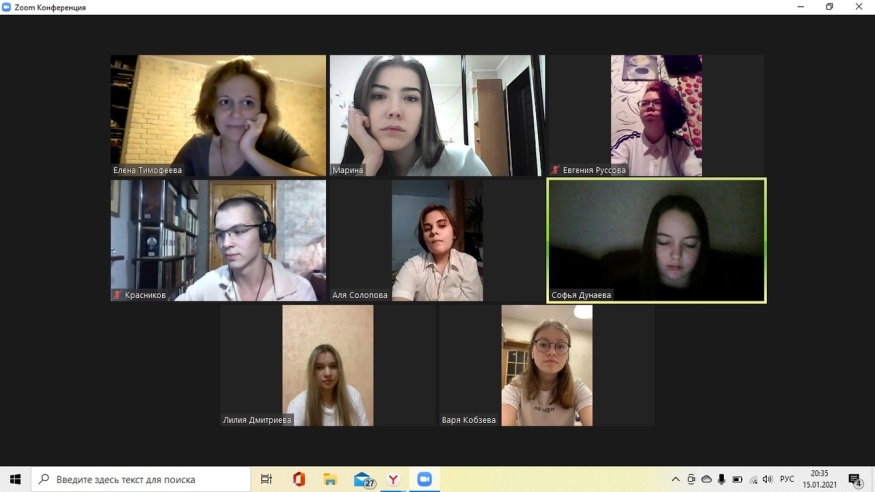 Zoom Конференция
Елена Тимофеева
Марина
Евгения Руссова
Красников
Аля Солопова
Софья Дунаева
Лилия Дмитриева
Варя Кобзева
Введите здесь текст для поиска
27
РУС
20:35
15.01.2021
4